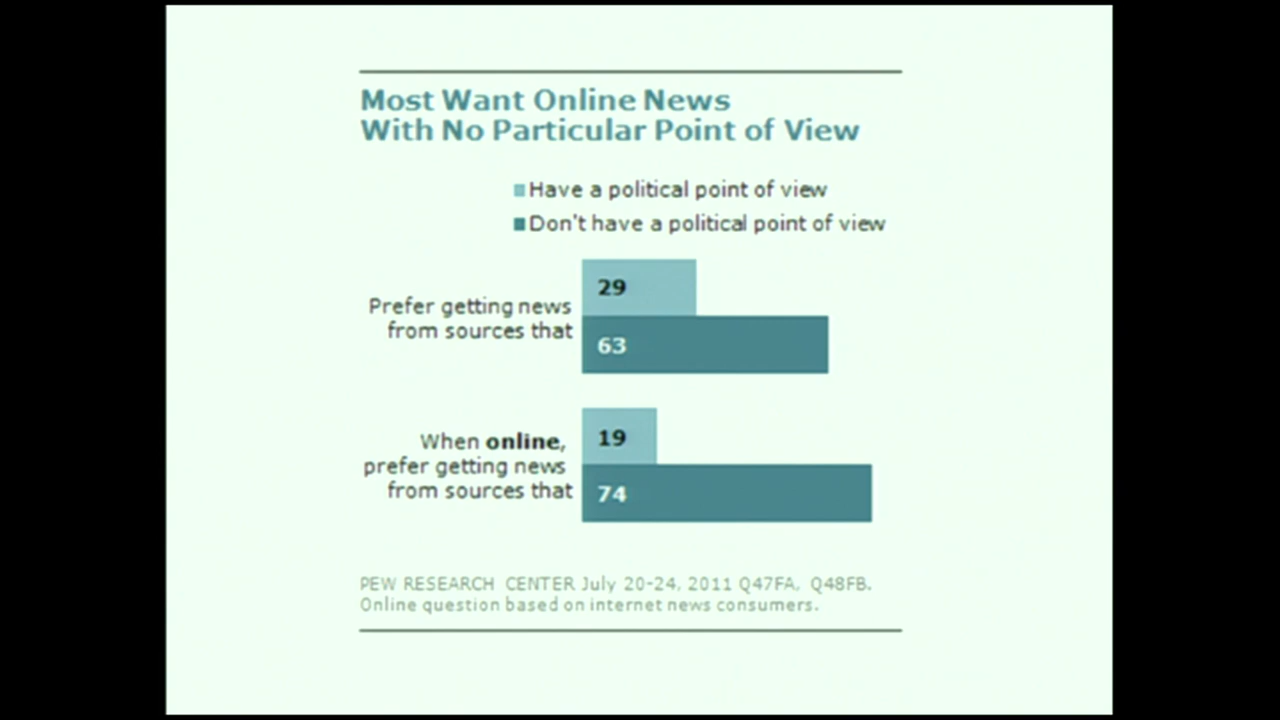 Most Want Online News
With No Particular Point of View
Have a political point of view
Don't have a political point of view
Prefer getting news
from sources that
29
63
When online,
prefer getting news
from sources that
19
74
PEW RESEARCH CENTER July 20-24, 2011 Q47FA, Q48FB.
Online question based on internet news consumers.